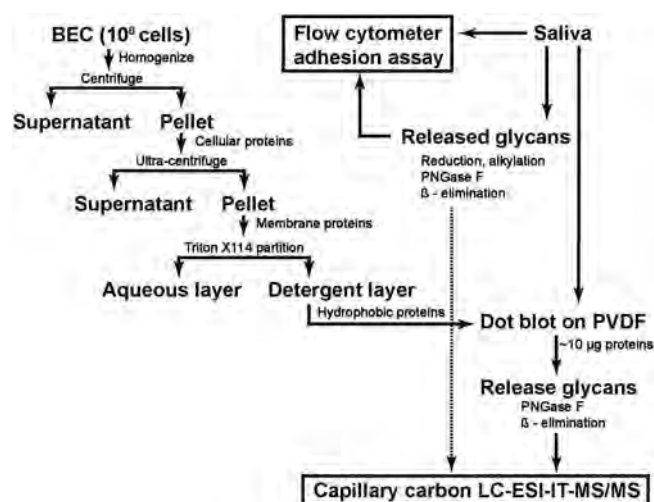 BEC (10⁸ cells)
Homogenize
Centrifuge
Supernatant Pellet
Cellular proteins
Ultra-centrifuge
Supernatant Pellet
Membrane proteins
Triton X114 partition
Aqueous layer Detergent layer
Hydrophobic proteins
Flow cytometer
adhesion assay
Saliva
Released glycans
Reduction, alkylation
PNGase F
ß - elimination
Dot blot on PVDF
~10 µg proteins
Release glycans
PNGase F
ß - elimination
Capillary carbon LC-ESI-IT-MS/MS